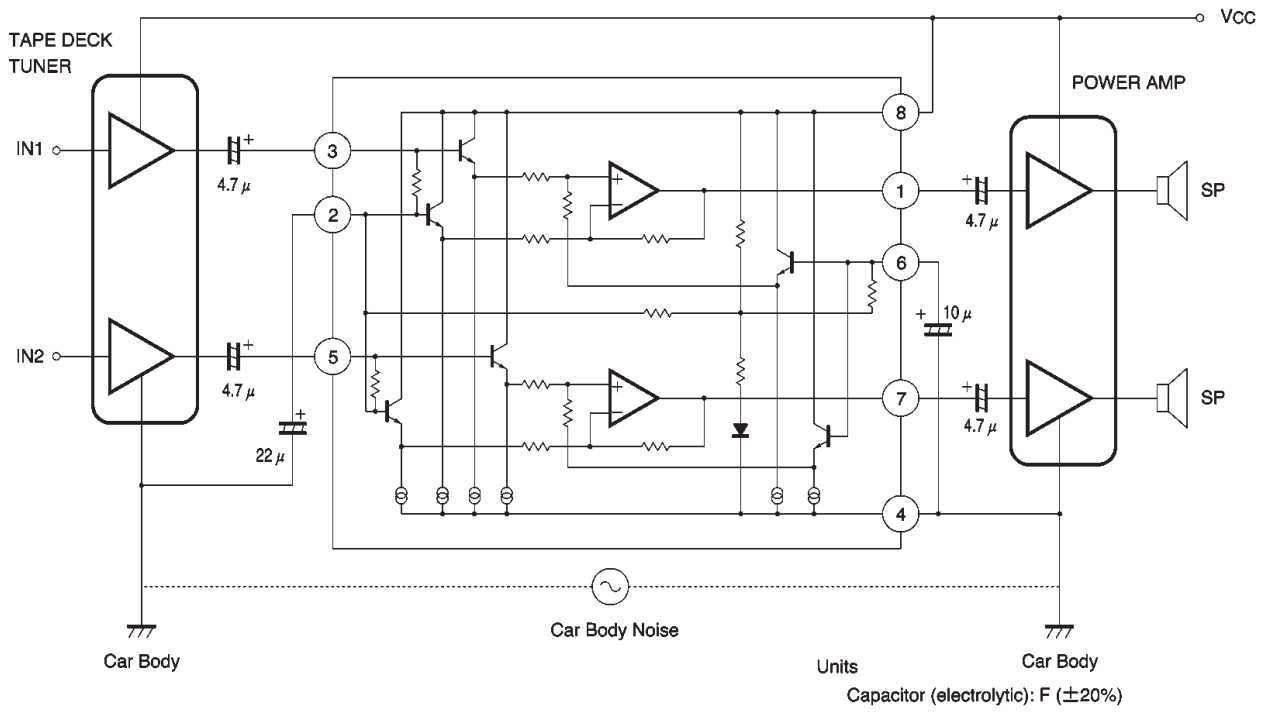 VCC
TAPE DECK
TUNER
POWER AMP
8
IN1
+
4.7 μ
3
+
−
1
+
4.7 μ
SP
2
6
+
10 μ
IN2
+
4.7 μ
5
+
−
7
+
4.7 μ
SP
+
22 μ
4
Car Body Noise
Car Body
Car Body
Units
Capacitor (electrolytic): F (±20%)